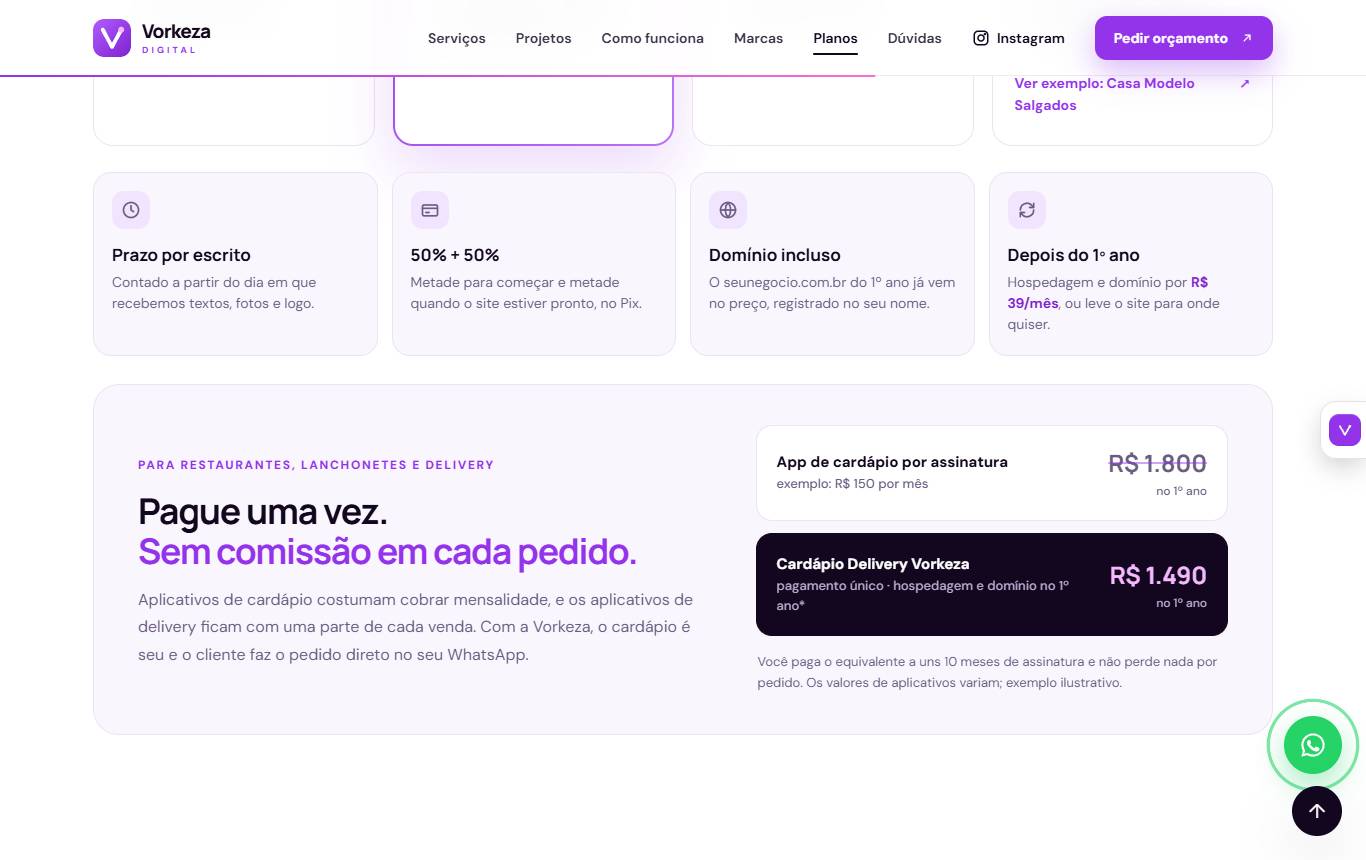 Vorkeza
DIGITAL
Serviços
Projetos
Como funciona
Marcas
Planos
Dúvidas
Instagram
Pedir orçamento ↗
Ver exemplo: Casa Modelo ↗
Salgados
Prazo por escrito
Contado a partir do dia em que
recebemos textos, fotos e logo.
50% + 50%
Metade para começar e metade
quando o site estiver pronto, no Pix.
Domínio incluso
O seunegocio.com.br do 1º ano já vem
no preço, registrado no seu nome.
Depois do 1º ano
Hospedagem e domínio por R$
39/mês, ou leve o site para onde
quiser.
PARA RESTAURANTES, LANCHONETES E DELIVERY
Pague uma vez.
Sem comissão em cada pedido.
Aplicativos de cardápio costumam cobrar mensalidade, e os aplicativos de
delivery ficam com uma parte de cada venda. Com a Vorkeza, o cardápio é
seu e o cliente faz o pedido direto no seu WhatsApp.
App de cardápio por assinatura
exemplo: R$ 150 por mês
R$ 1.800
no 1º ano
Cardápio Delivery Vorkeza
pagamento único · hospedagem e domínio no 1º
ano*
R$ 1.490
no 1º ano
Você paga o equivalente a uns 10 meses de assinatura e não perde nada por
pedido. Os valores de aplicativos variam; exemplo ilustrativo.